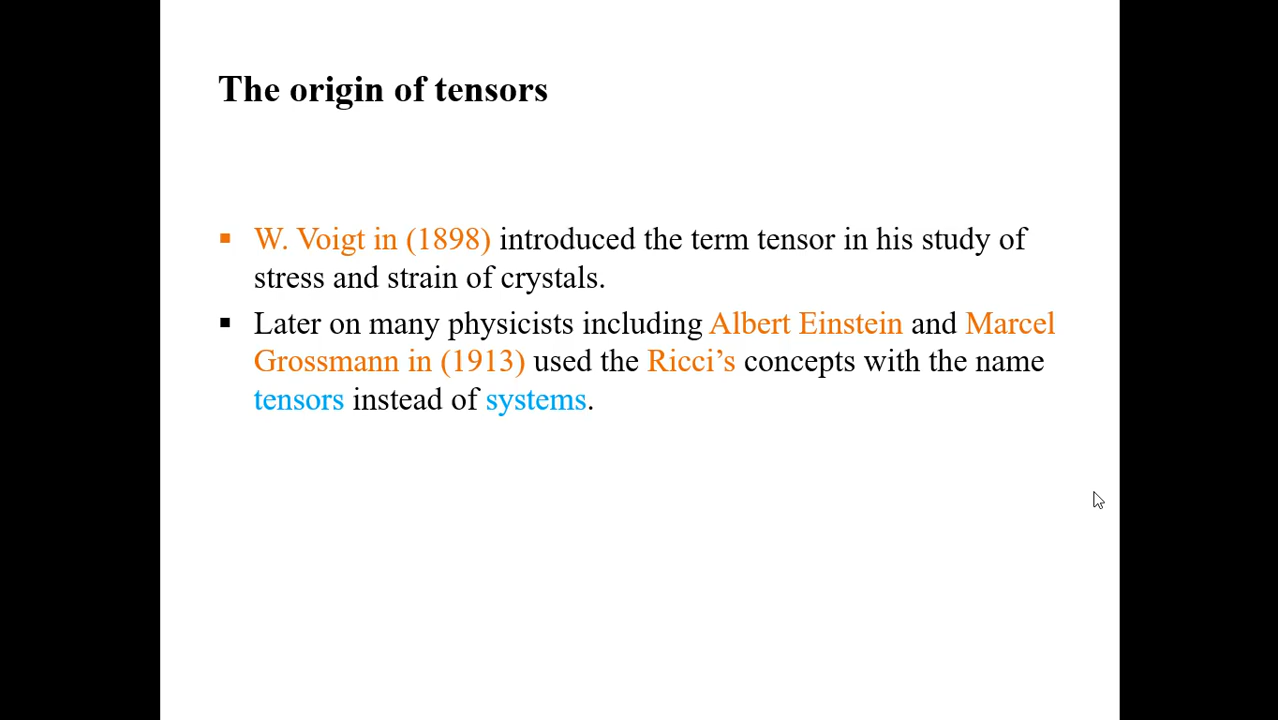 The origin of tensors
▪ W. Voigt in (1898) introduced the term tensor in his study of
stress and strain of crystals.
▪ Later on many physicists including Albert Einstein and Marcel
Grossmann in (1913) used the Ricci’s concepts with the name
tensors instead of systems.